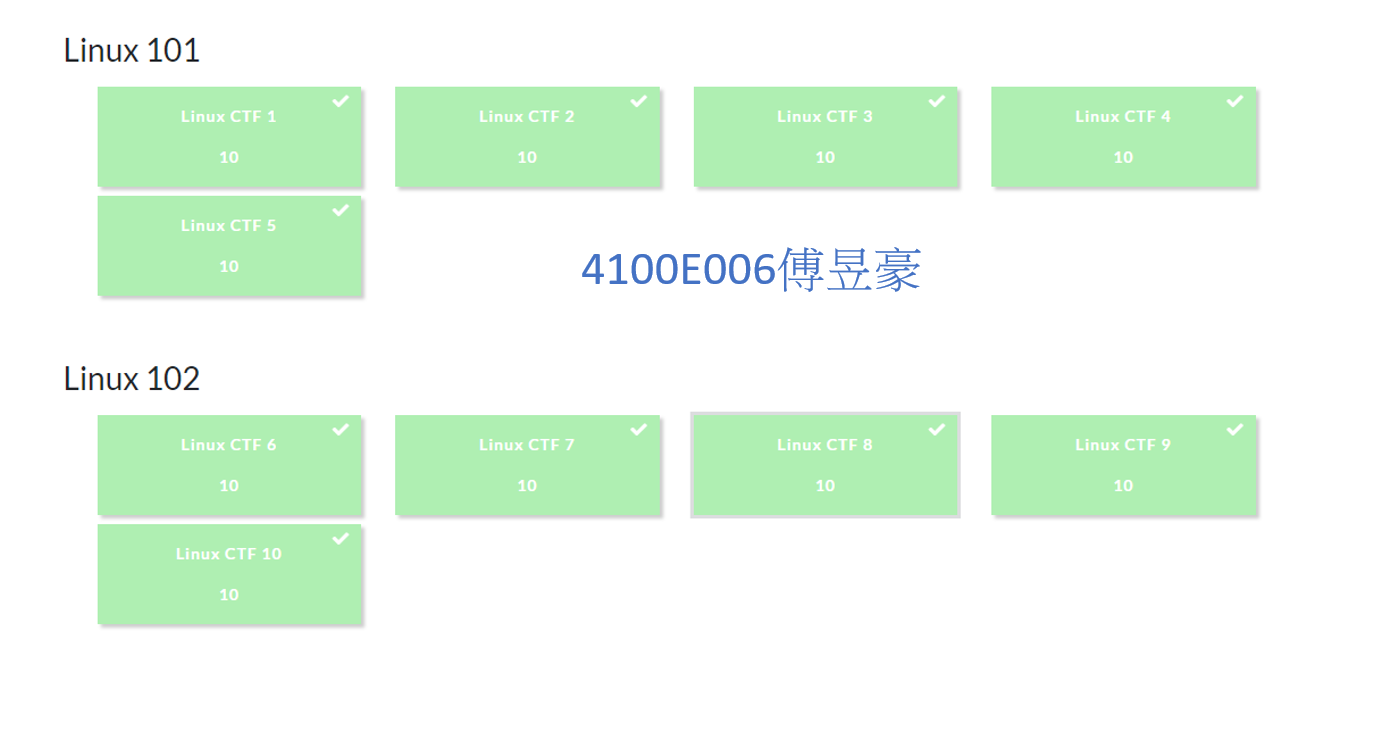 Linux 101
Linux CTF 1
10
Linux CTF 2
10
Linux CTF 3
10
Linux CTF 4
10
Linux CTF 5
10
4100E006傅昱豪
Linux 102
Linux CTF 6
10
Linux CTF 7
10
Linux CTF 8
10
Linux CTF 9
10
Linux CTF 10
10